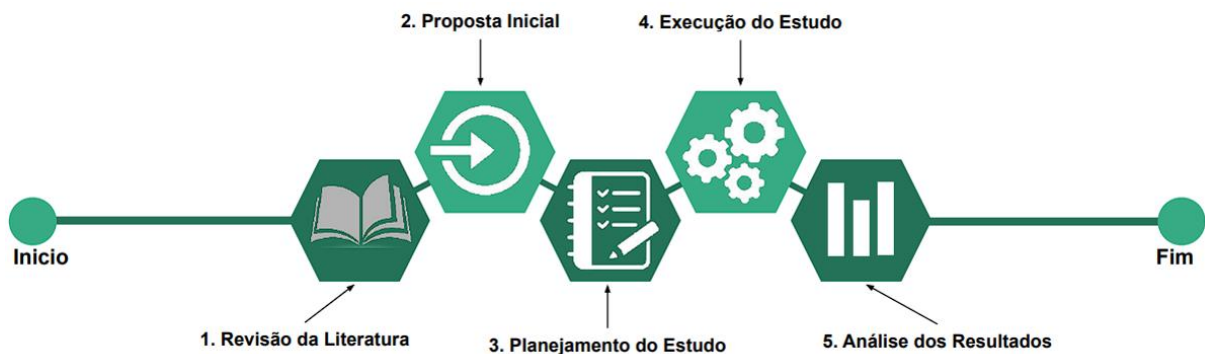 2. Proposta Inicial
4. Execução do Estudo
Inicio
Fim
1. Revisão da Literatura
3. Planejamento do Estudo
5. Análise dos Resultados